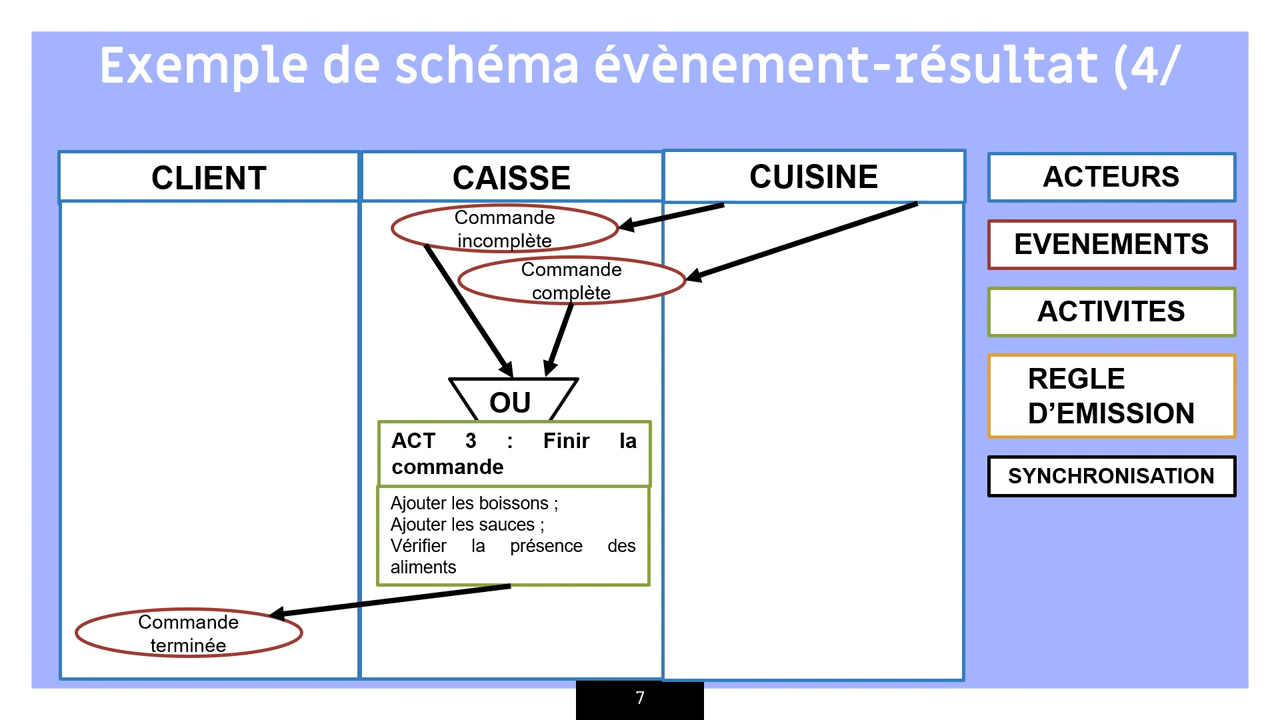 Exemple de schéma évènement-résultat (4/
CLIENT
CAISSE
CUISINE
ACTEURS
Commande
incomplète
EVENEMENTS
Commande
complète
ACTIVITES
REGLE
D’EMISSION
OU
ACT 3 : Finir la
commande
SYNCHRONISATION
Ajouter les boissons ;
Ajouter les sauces ;
Vérifier la présence des
aliments
Commande
terminée
7